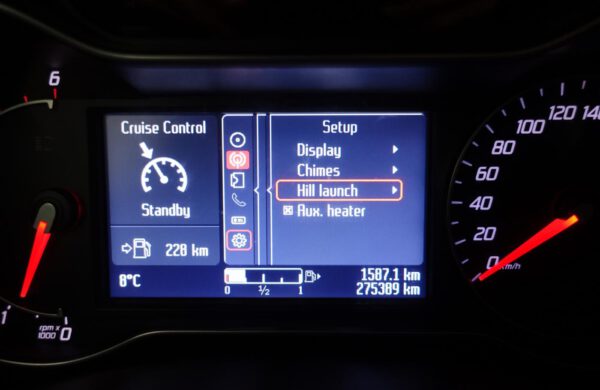 6
1
0
rpm x
1000
Cruise Control
Standby
228 km
8°C
Setup
Display
Chimes
Hill launch
Aux. heater
0 ½ 1
1587.1 km
275389 km
0
20
40
60
80
100
120
140
km/h